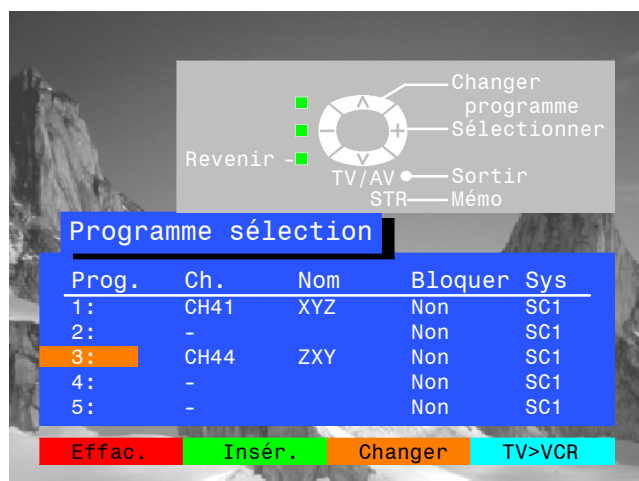 Changer
programme
Sélectionner
Revenir
TV/AV Sortir
STR Mémo
Programme sélection
Prog. Ch. Nom Bloquer Sys
1: CH41 XYZ Non SC1
2: - Non SC1
3: CH44 ZXY Non SC1
4: - Non SC1
5: - Non SC1
Effac. Insér. Changer TV>VCR